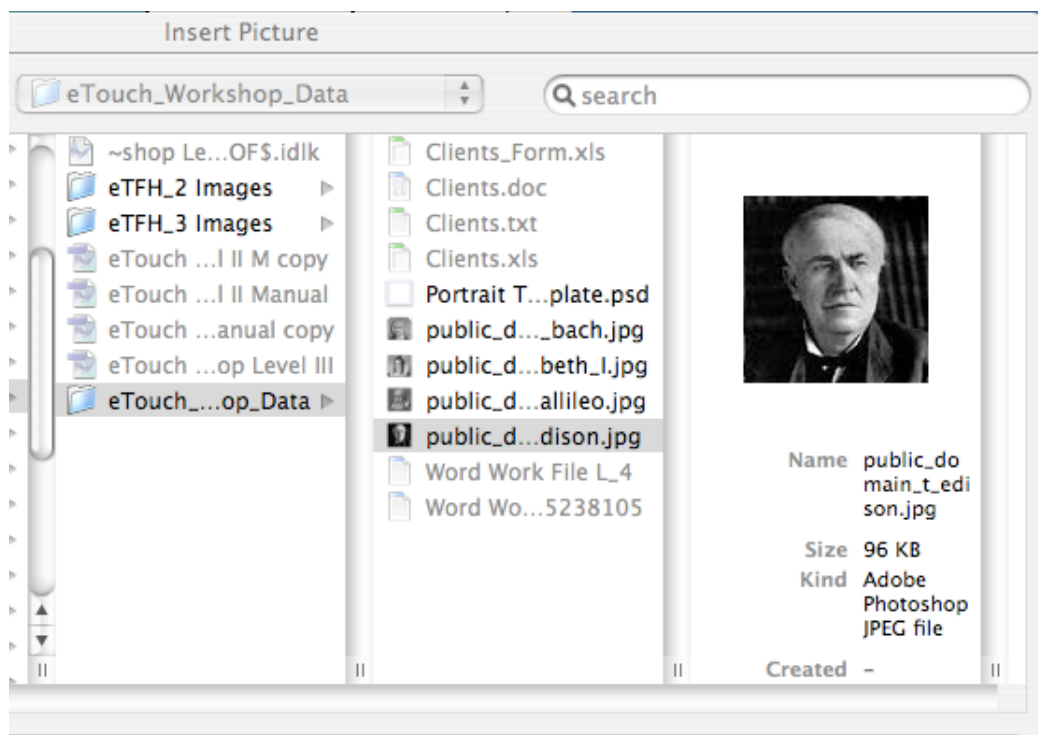 Insert Picture
eTouch_Workshop_Data
search
~shop Le...OF$.idlk
eTFH_2 Images
eTFH_3 Images
eTouch ...l II M copy
eTouch ...l II Manual
eTouch ...anual copy
eTouch ...op Level III
eTouch_...op_Data
Clients_Form.xls
Clients.doc
Clients.txt
Clients.xls
Portrait T...plate.psd
public_d..._bach.jpg
public_d...beth_I.jpg
public_d...allileo.jpg
public_d...dison.jpg
Word Work File L_4
Word Wo...5238105
Name public_do
main_t_edi
son.jpg
Size 96 KB
Kind Adobe
Photoshop
JPEG file
Created –